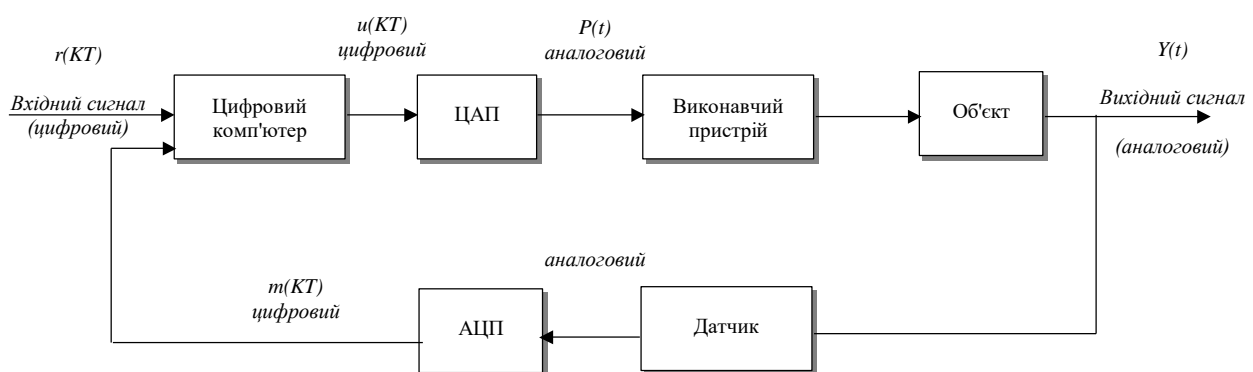 u(KT)
цифровий
P(t)
аналоговий
r(KT)
Y(t)
Вхідний сигнал
(цифровий)
Цифровий
комп'ютер
ЦАП
Виконавчий
пристрій
Об'єкт
Вихідний сигнал
(аналоговий)
аналоговий
m(KT)
цифровий
АЦП
Датчик